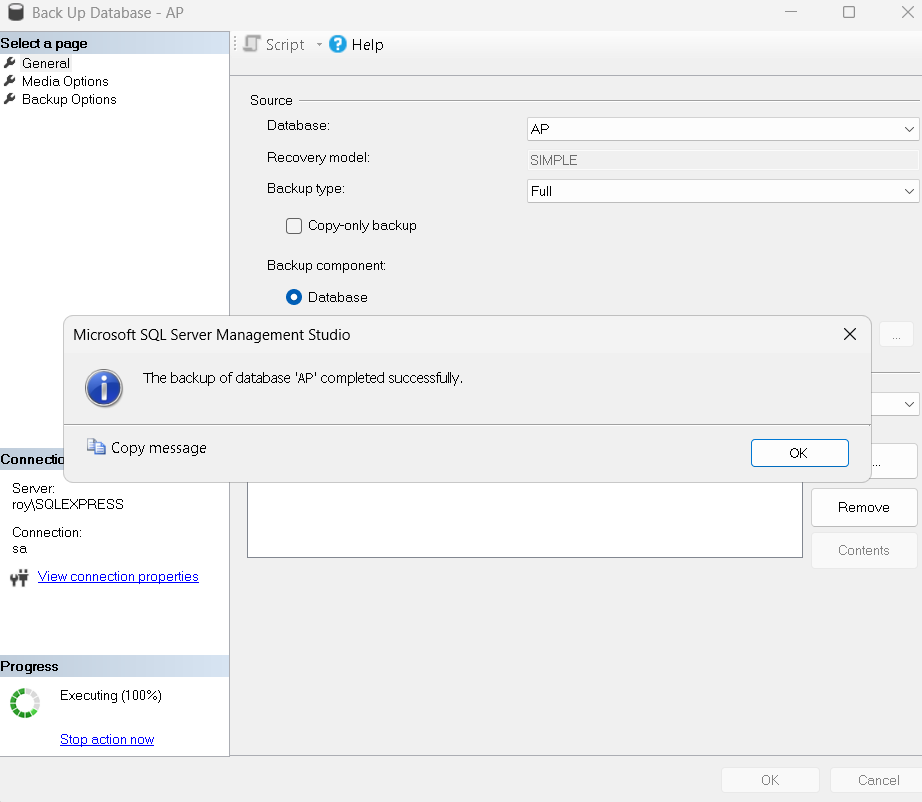 Back Up Database - AP
Select a page
General
Media Options
Backup Options
Script
Help
Source
Database:
AP
Recovery model:
SIMPLE
Backup type:
Full
Copy-only backup
Backup component:
Database
...
Microsoft SQL Server Management Studio
The backup of database 'AP' completed successfully.
Copy message
OK
...
Remove
Contents
Connectio
Server:
roy\SQLEXPRESS
Connection:
sa
View connection properties
Progress
Executing (100%)
Stop action now
OK
Cancel